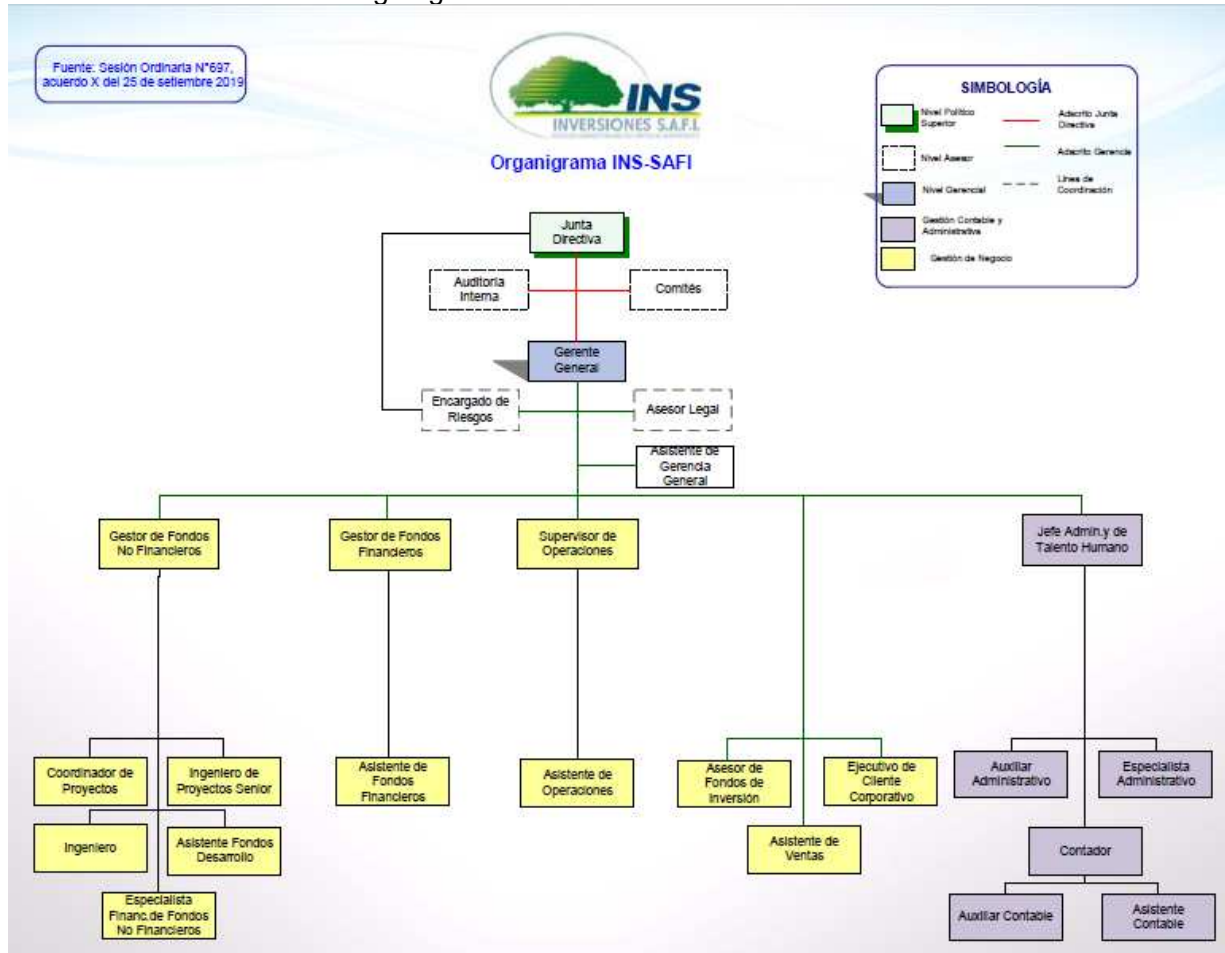 Fuente: Sesión Ordinaria N°697,
acuerdo X del 25 de setiembre 2019
INS
INVERSIONES S.A.F.I.
Organigrama INS-SAFI
SIMBOLOGÍA
Nivel Político
Superior
Adscrito Junta
Directiva
Nivel Asesor
Adscrito Gerencia
Nivel Gerencial
Línea de
Coordinación
Gestión Contable y
Administrativa
Gestión de Negocio
Junta
Directiva
Auditoría
Interna
Comités
Gerente
General
Encargado de
Riesgos
Asesor Legal
Asistente de
Gerencia
General
Gestor de Fondos
No Financieros
Gestor de Fondos
Financieros
Supervisor de
Operaciones
Jefe Admin.y de
Talento Humano
Coordinador de
Proyectos
Ingeniero de
Proyectos Senior
Asistente de
Fondos
Financieros
Asistente de
Operaciones
Asesor de
Fondos de
Inversión
Ejecutivo de
Cliente
Corporativo
Auxiliar
Administrativo
Especialista
Administrativo
Ingeniero
Asistente Fondos
Desarrollo
Asistente de
Ventas
Contador
Especialista
Financ.de Fondos
No Financieros
Auxiliar Contable
Asistente
Contable